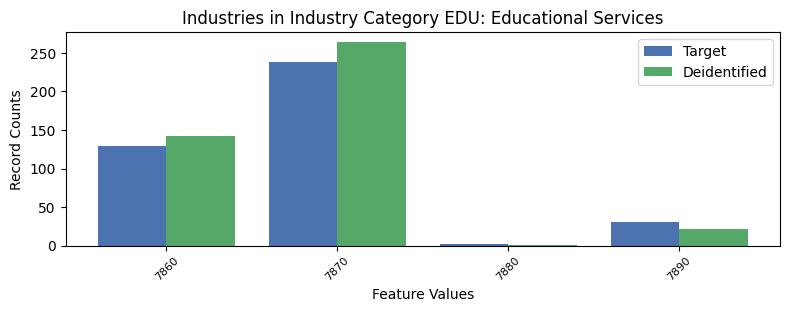 Industries in Industry Category EDU: Educational Services
Target
Deidentified
Record Counts
250
200
150
100
50
0
7860
7870
7880
7890
Feature Values